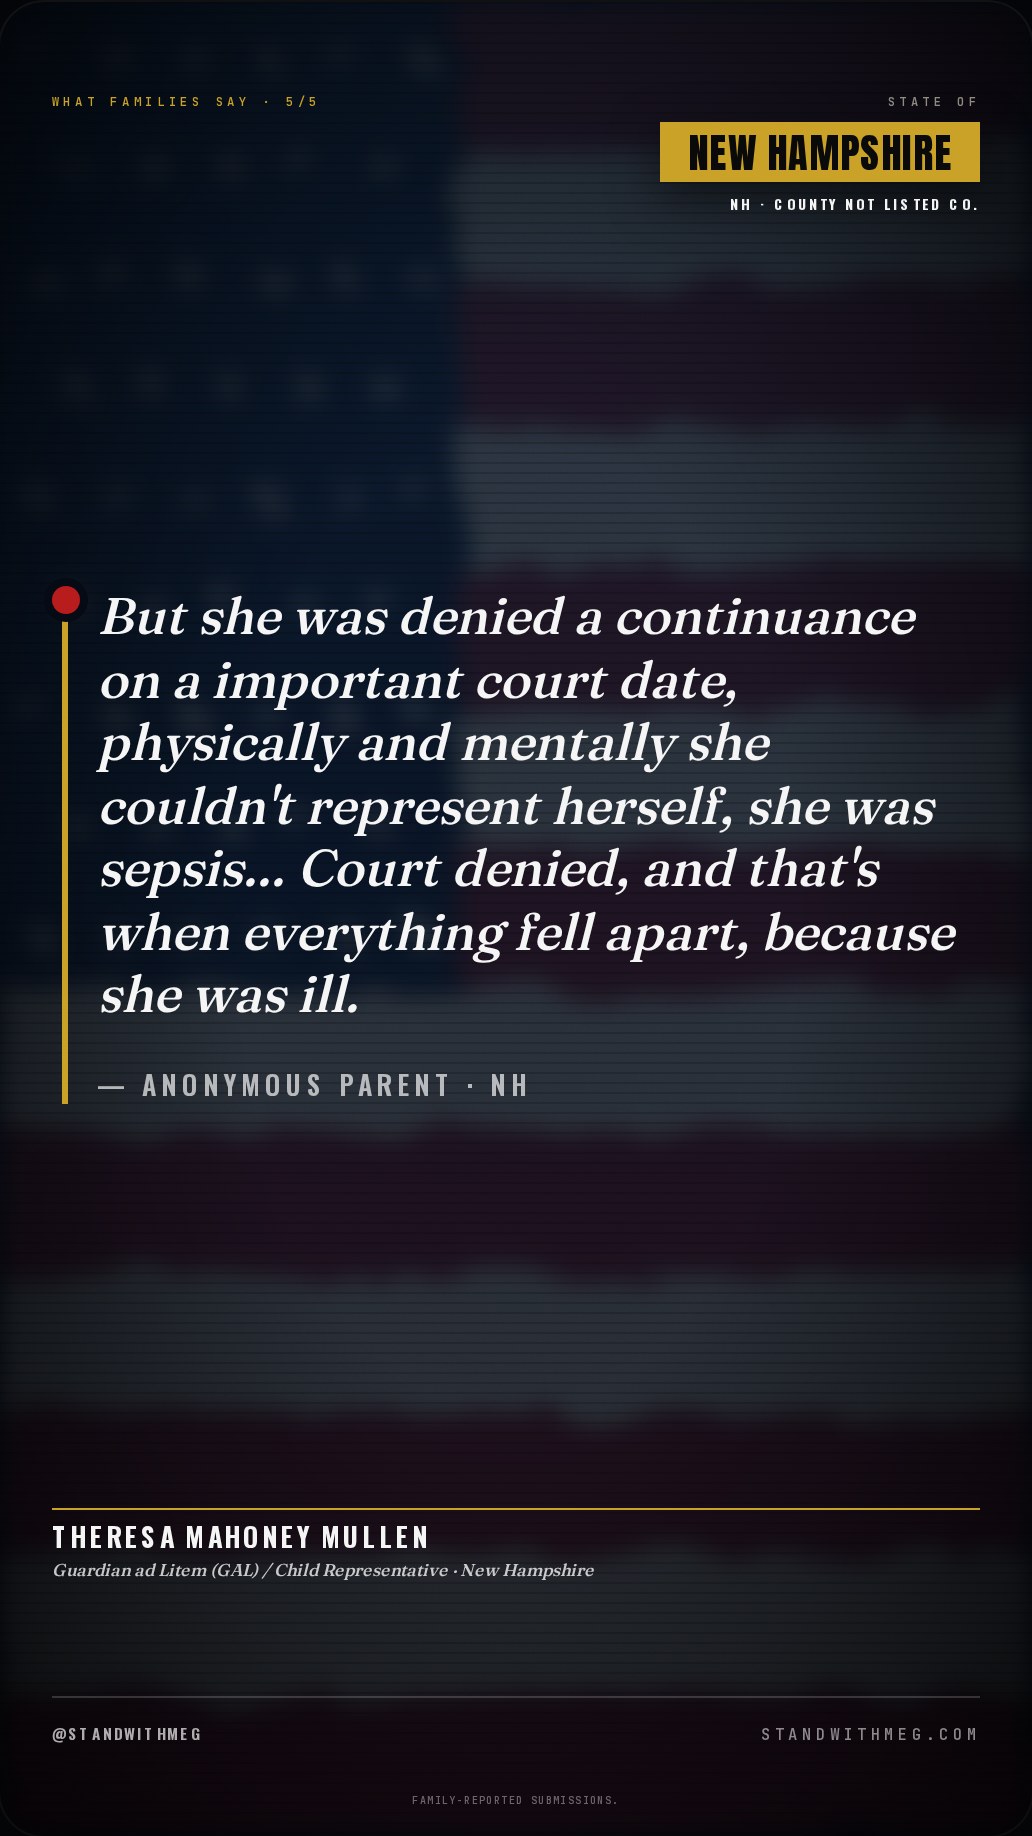 WHAT FAMILIES SAY · 5/5
STATE OF
NEW HAMPSHIRE
NH · COUNTY NOT LISTED CO.
But she was denied a continuance
on a important court date,
physically and mentally she
couldn't represent herself, she was
sepsis... Court denied, and that's
when everything fell apart, because
she was ill.
— ANONYMOUS PARENT · NH
THERESA MAHONEY MULLEN
Guardian ad Litem (GAL) / Child Representative · New Hampshire
@STANDWITHMEG
STANDWITHMEG.COM
FAMILY-REPORTED SUBMISSIONS.